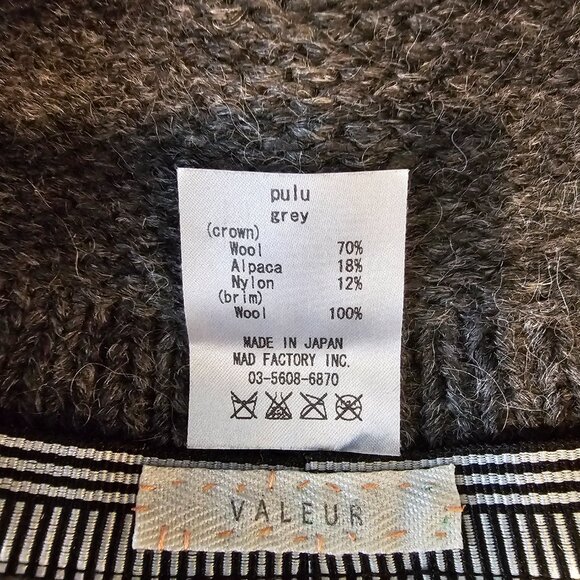 pulu
grey
(crown)
Wool 70%
Alpaca 18%
Nylon 12%
(brim)
Wool 100%
MADE IN JAPAN
MAD FACTORY INC.
03-5608-6870
VALEUR